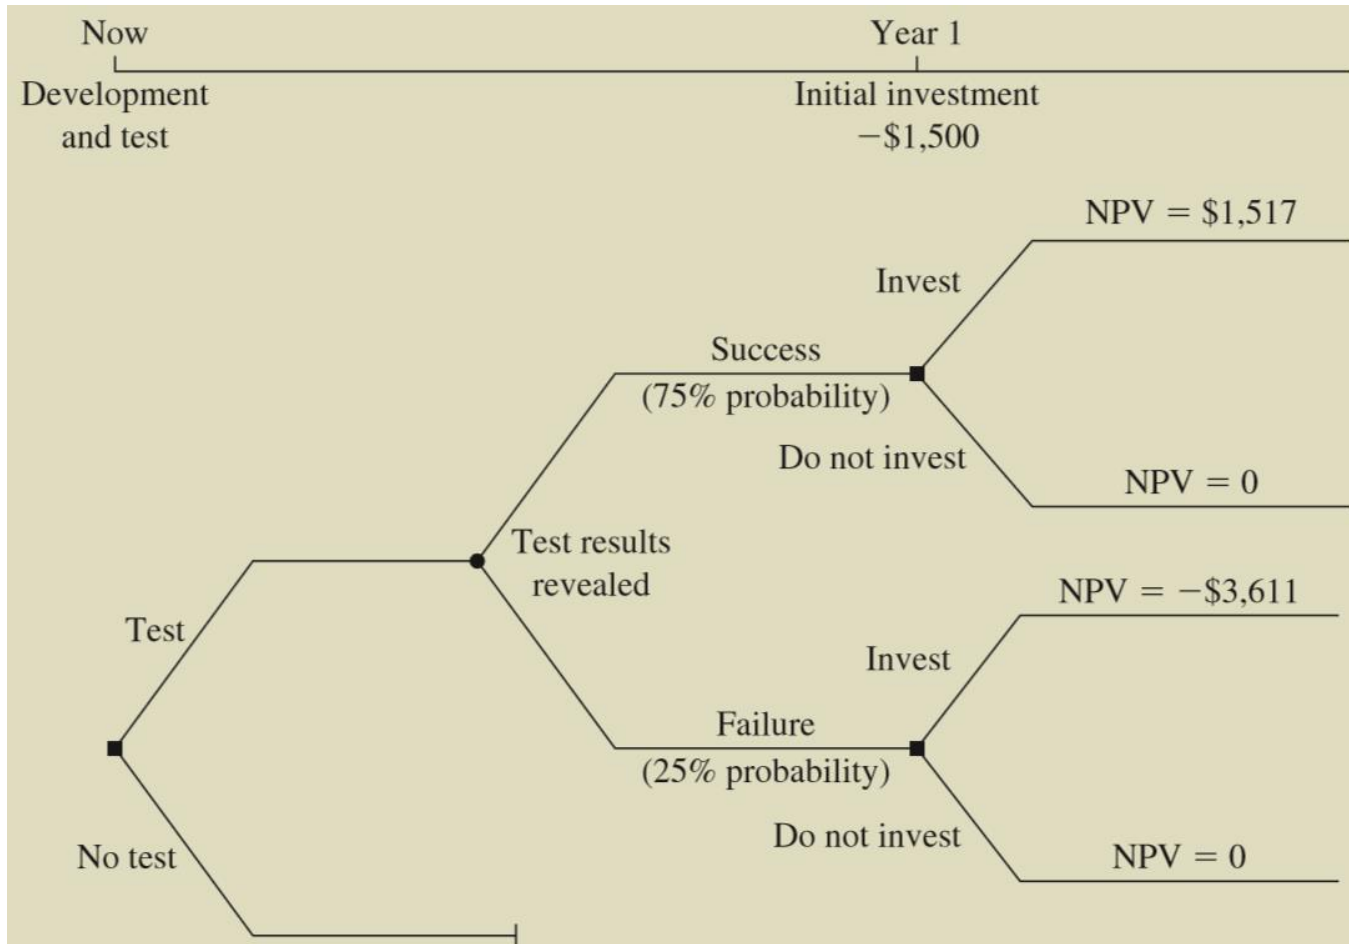 Now
Year 1
Development
and test
Initial investment
−$1,500
NPV = $1,517
Invest
Success
(75% probability)
Do not invest
NPV = 0
Test results
revealed
NPV = −$3,611
Test
Invest
Failure
(25% probability)
Do not invest
No test
NPV = 0